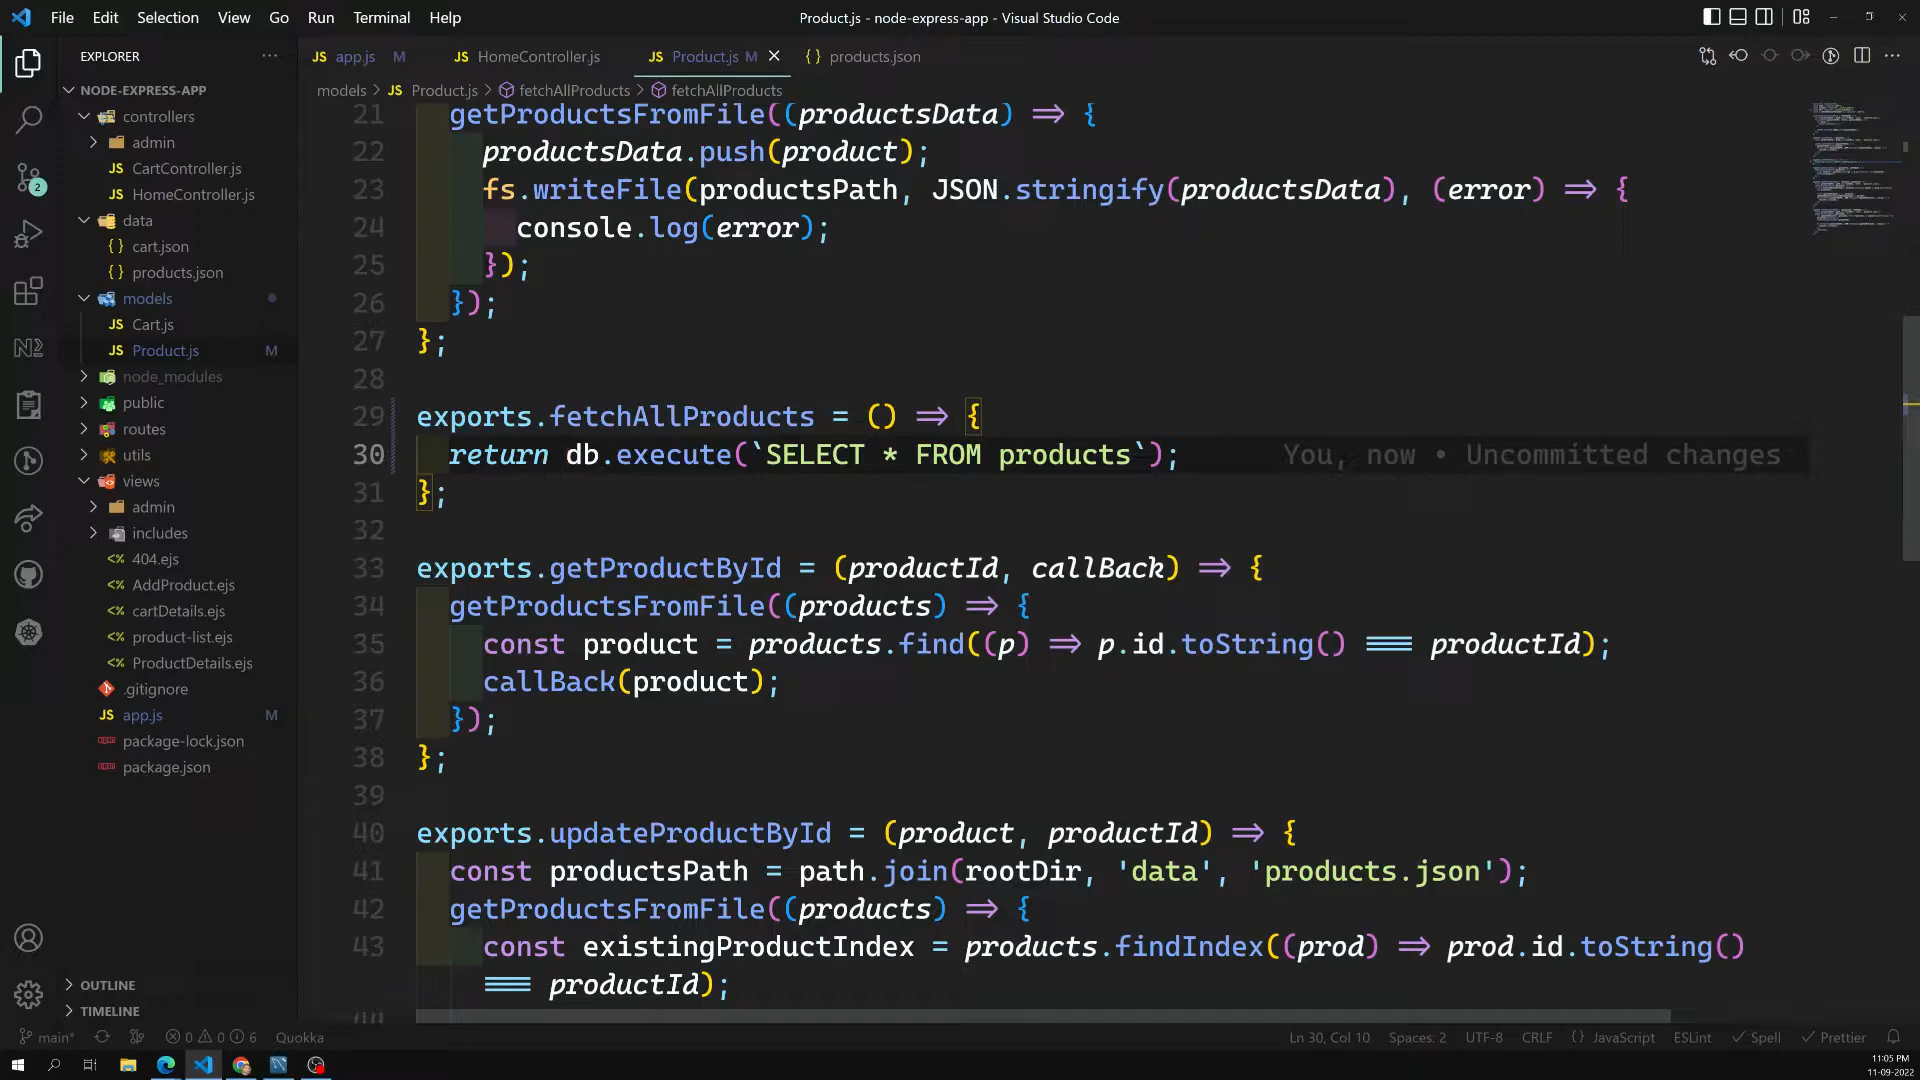 File Edit Selection View Go Run Terminal Help
Product.js - node-express-app - Visual Studio Code
EXPLORER
NODE-EXPRESS-APP
controllers
admin
JS CartController.js
JS HomeController.js
data
{ } cart.json
{ } products.json
models
JS Cart.js
JS Product.js M
node_modules
public
routes
utils
views
admin
includes
<% 404.ejs
<% AddProduct.ejs
<% cartDetails.ejs
<% product-list.ejs
<% ProductDetails.ejs
.gitignore
JS app.js M
package-lock.json
package.json
OUTLINE
TIMELINE
2
JS app.js M
JS HomeController.js
JS Product.js M
{ } products.json
models > JS Product.js > fetchAllProducts > fetchAllProducts
21 getProductsFromFile((productsData) => {
22 productsData.push(product);
23 fs.writeFile(productsPath, JSON.stringify(productsData), (error) => {
24 console.log(error);
25 });
26 });
27 };
28
29 exports.fetchAllProducts = () => {
30 return db.execute(`SELECT * FROM products`); You, now • Uncommitted changes
31 };
32
33 exports.getProductById = (productId, callBack) => {
34 getProductsFromFile((products) => {
35 const product = products.find((p) => p.id.toString() === productId);
36 callBack(product);
37 });
38 };
39
40 exports.updateProductById = (product, productId) => {
41 const productsPath = path.join(rootDir, 'data', 'products.json');
42 getProductsFromFile((products) => {
43 const existingProductIndex = products.findIndex((prod) => prod.id.toString()
=== productId);
main* 0 0 6 Quokka
Ln 30, Col 10 Spaces: 2 UTF-8 CRLF { } JavaScript ESLint Spell Prettier
11:05 PM
11-09-2022